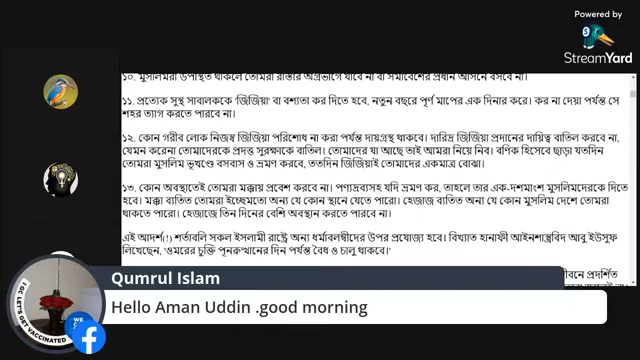 Powered by
StreamYard
১০. মুসলিমরা উপস্থিত থাকলে তোমরা রাস্তার অগ্রভাগে যাবে না বা সমাবেশের প্রধান আসনে বসবে না।
১১. প্রত্যেক সুস্থ সাবালককে 'জিজিয়া' বা বশ্যতা কর দিতে হবে, নতুন বছরে পূর্ণ মাপের এক দিনার করে। কর না দেয়া পর্যন্ত সে
শহর ত্যাগ করতে পারবে না।
১২. কোন গরীব লোক নিজস্ব জিজিয়া পরিশোধ না করা পর্যন্ত দায়গ্রস্থ থাকবে। দারিদ্র জিজিয়া প্রদানের দায়িত্ব বাতিল করবে না,
যেমন করেনা তোমাদেরকে প্রদত্ত সুরক্ষাকে বাতিল। তোমাদের যা আছে তাই আমরা নিয়ে নিব। বণিক হিসেবে ছাড়া যতদিন
তোমরা মুসলিম ভূখণ্ডে বসবাস ও ভ্রমণ করবে, ততদিন জিজিয়াই তোমাদের একমাত্র বোঝা।
১৩. কোন অবস্থাতেই তোমরা মক্কায় প্রবেশ করবে না। পণ্যদ্রব্যসহ যদি ভ্রমণ কর, তাহলে তার এক-দশমাংশ মুসলিমদেরকে দিতে
হবে। মক্কা ব্যতিত তোমরা ইচ্ছেমতো অন্য যে কোন স্থানে যেতে পারো। হেজাজ ব্যতিত অন্য যে কোন মুসলিম দেশে তোমরা
থাকতে পারো। হেজাজে তিন দিনের বেশি অবস্থান করতে পারবে না।
এই আদর্শ(!) শর্তাবলি সকল ইসলামী রাষ্ট্রে অন্য ধর্মাবলম্বীদের উপর প্রযোজ্য হবে। বিখ্যাত হানাফী আইনশাস্ত্রবিদ আবু ইউসুফ
লিখেছেন, 'ওমরের চুক্তি পুনরুত্থানের দিন পর্যন্ত বৈধ ও চালু থাকবে।'
জীবনে প্রদর্শিত
Qumrul Islam
Hello Aman Uddin .good morning
I GOT LET'S GET VACCINATED
WE